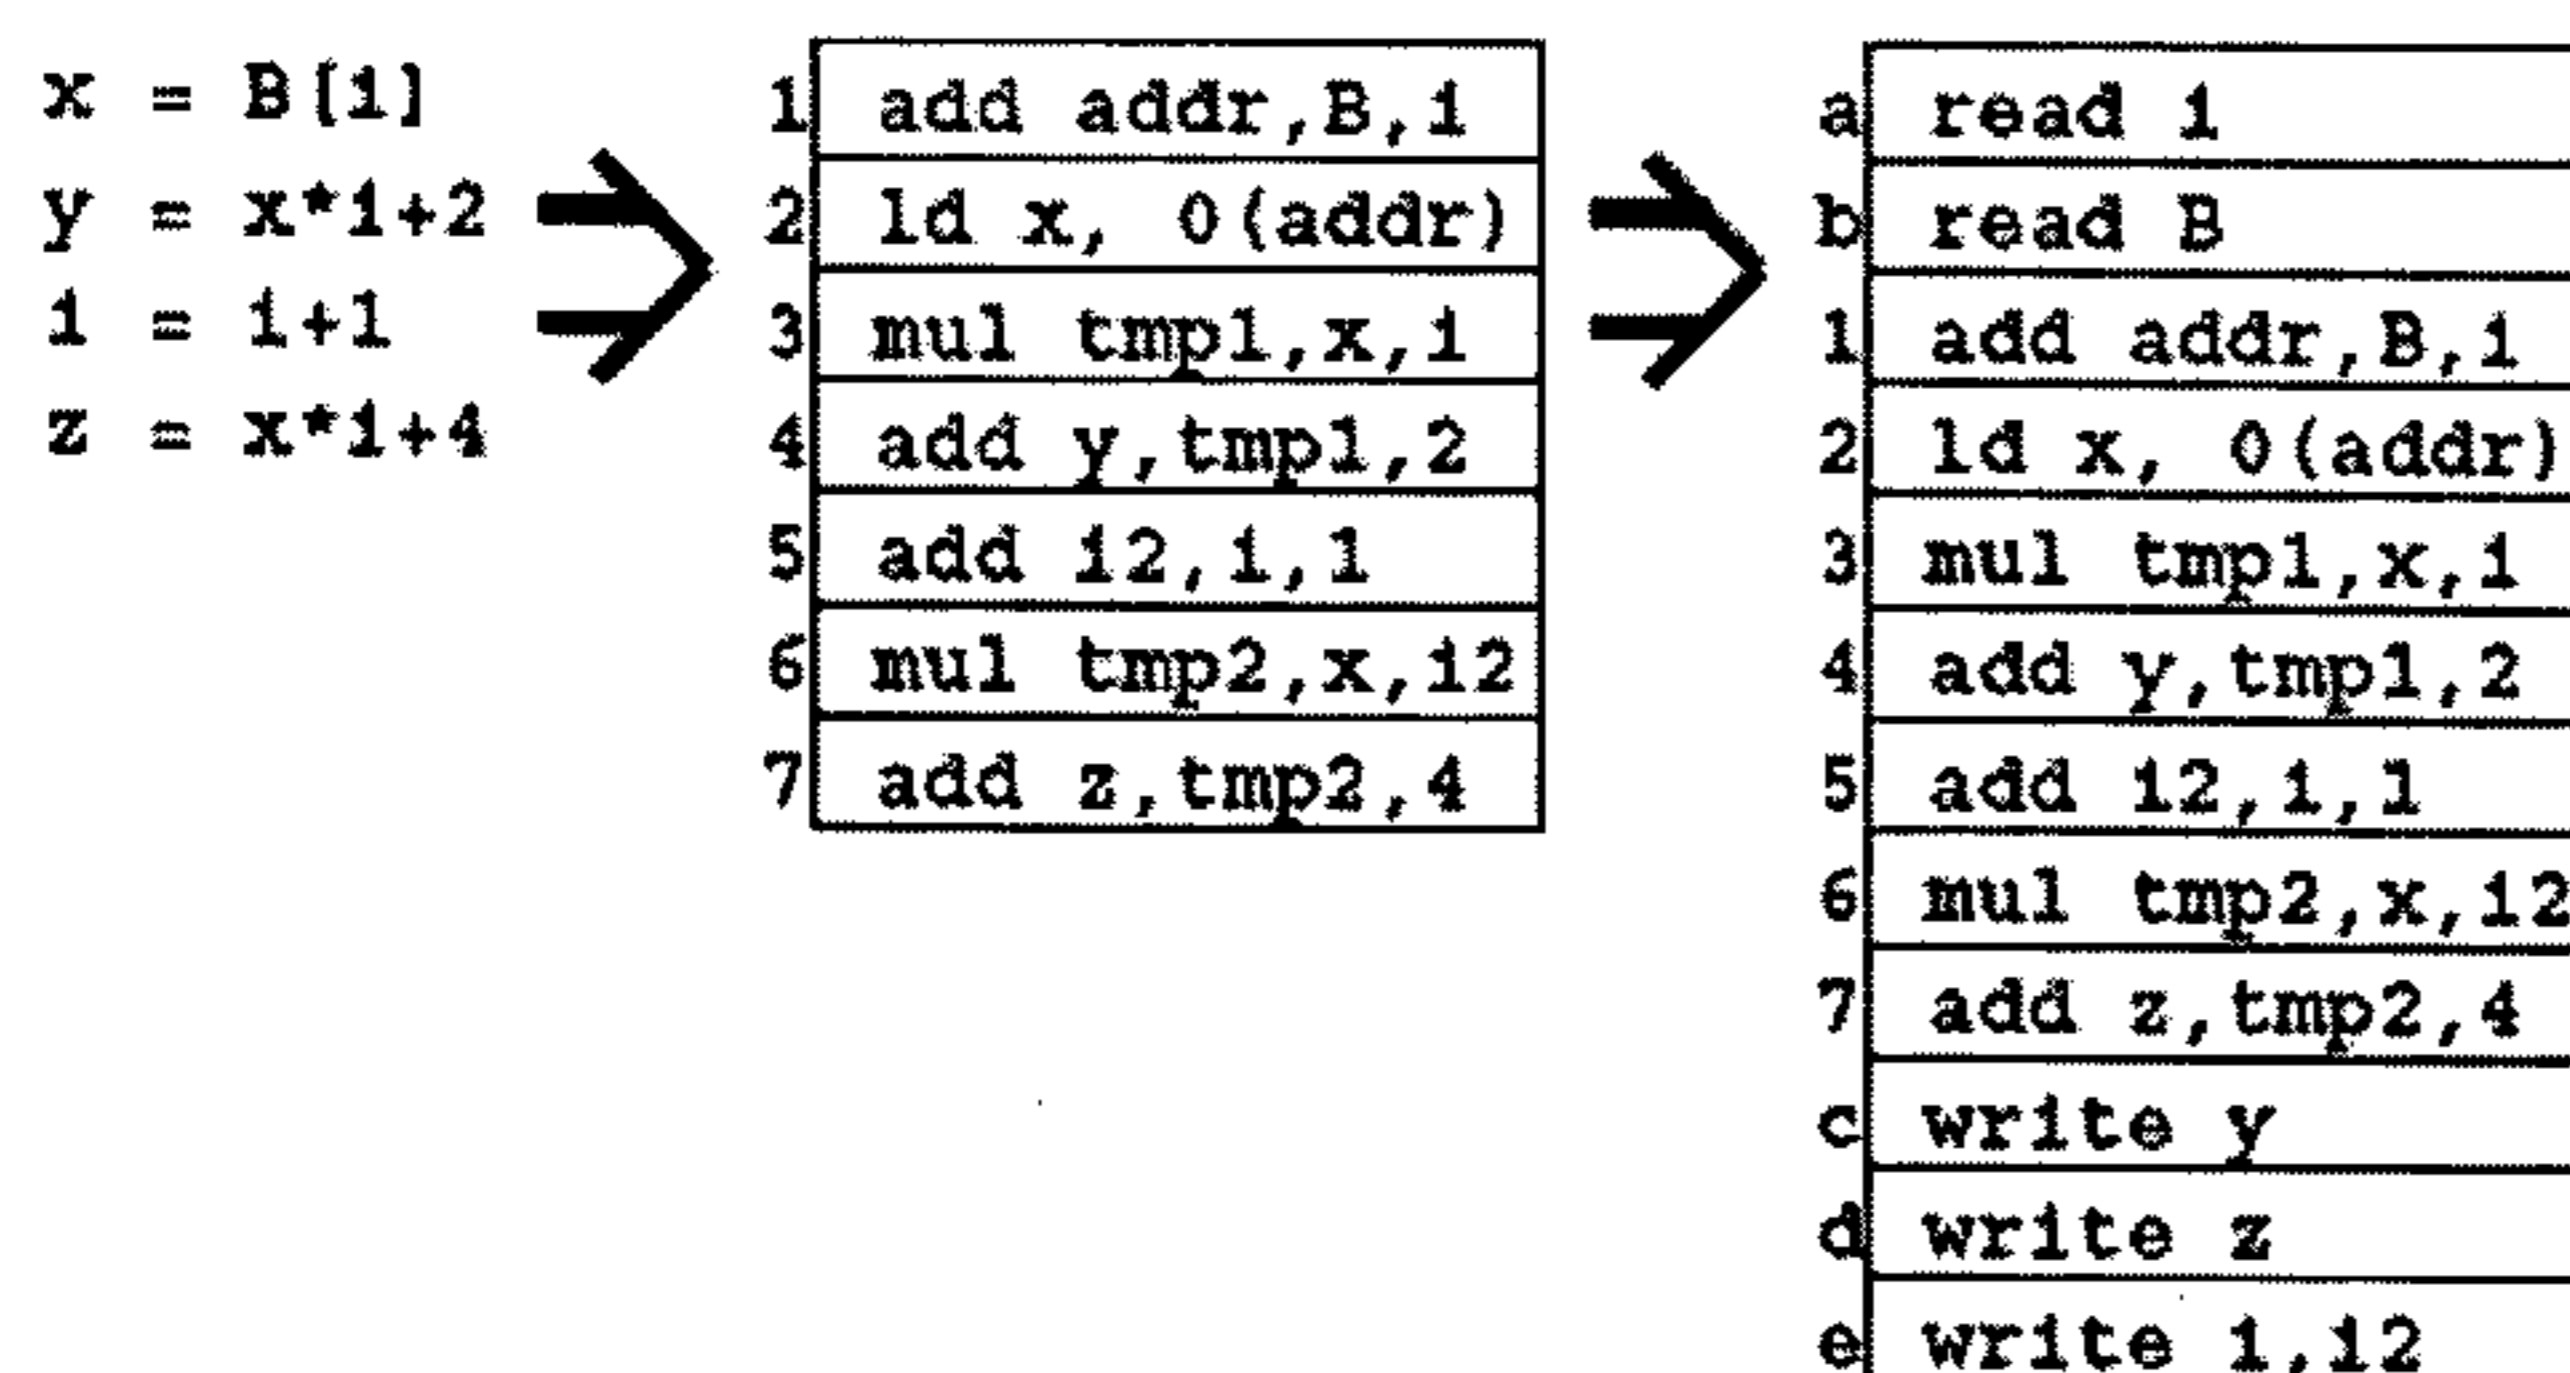 x = B[i]
y = x*i+2
i = i+1
z = x*i+4
1 add addr,B,i
2 ld x, 0(addr)
3 mul tmp1,x,i
4 add y,tmp1,2
5 add i2,i,1
6 mul tmp2,x,i2
7 add z,tmp2,4
a read i
b read B
1 add addr,B,i
2 ld x, 0(addr)
3 mul tmp1,x,i
4 add y,tmp1,2
5 add i2,i,1
6 mul tmp2,x,i2
7 add z,tmp2,4
c write y
d write z
e write i,i2